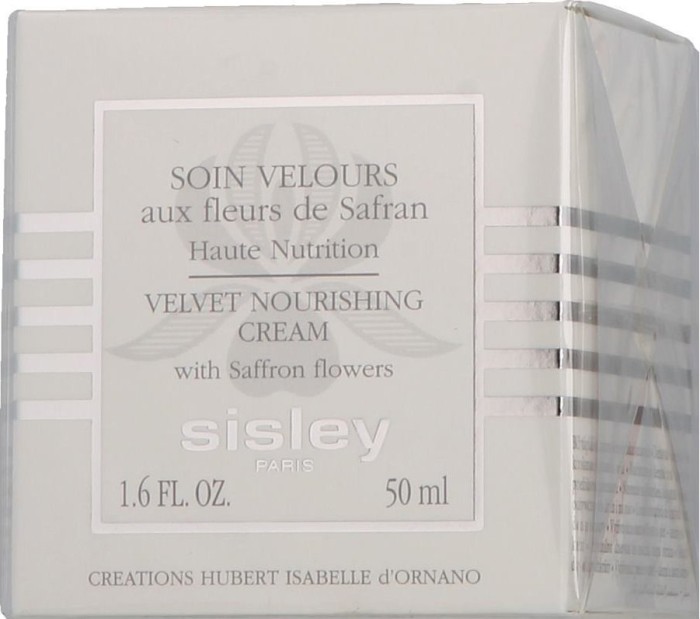 SOIN VELOURS
aux fleurs de Safran
Haute Nutrition
VELVET NOURISHING
CREAM
with Saffron flowers
sisley
PARIS
1.6 FL. OZ. 50 ml
CREATIONS HUBERT ISABELLE d'ORNANO